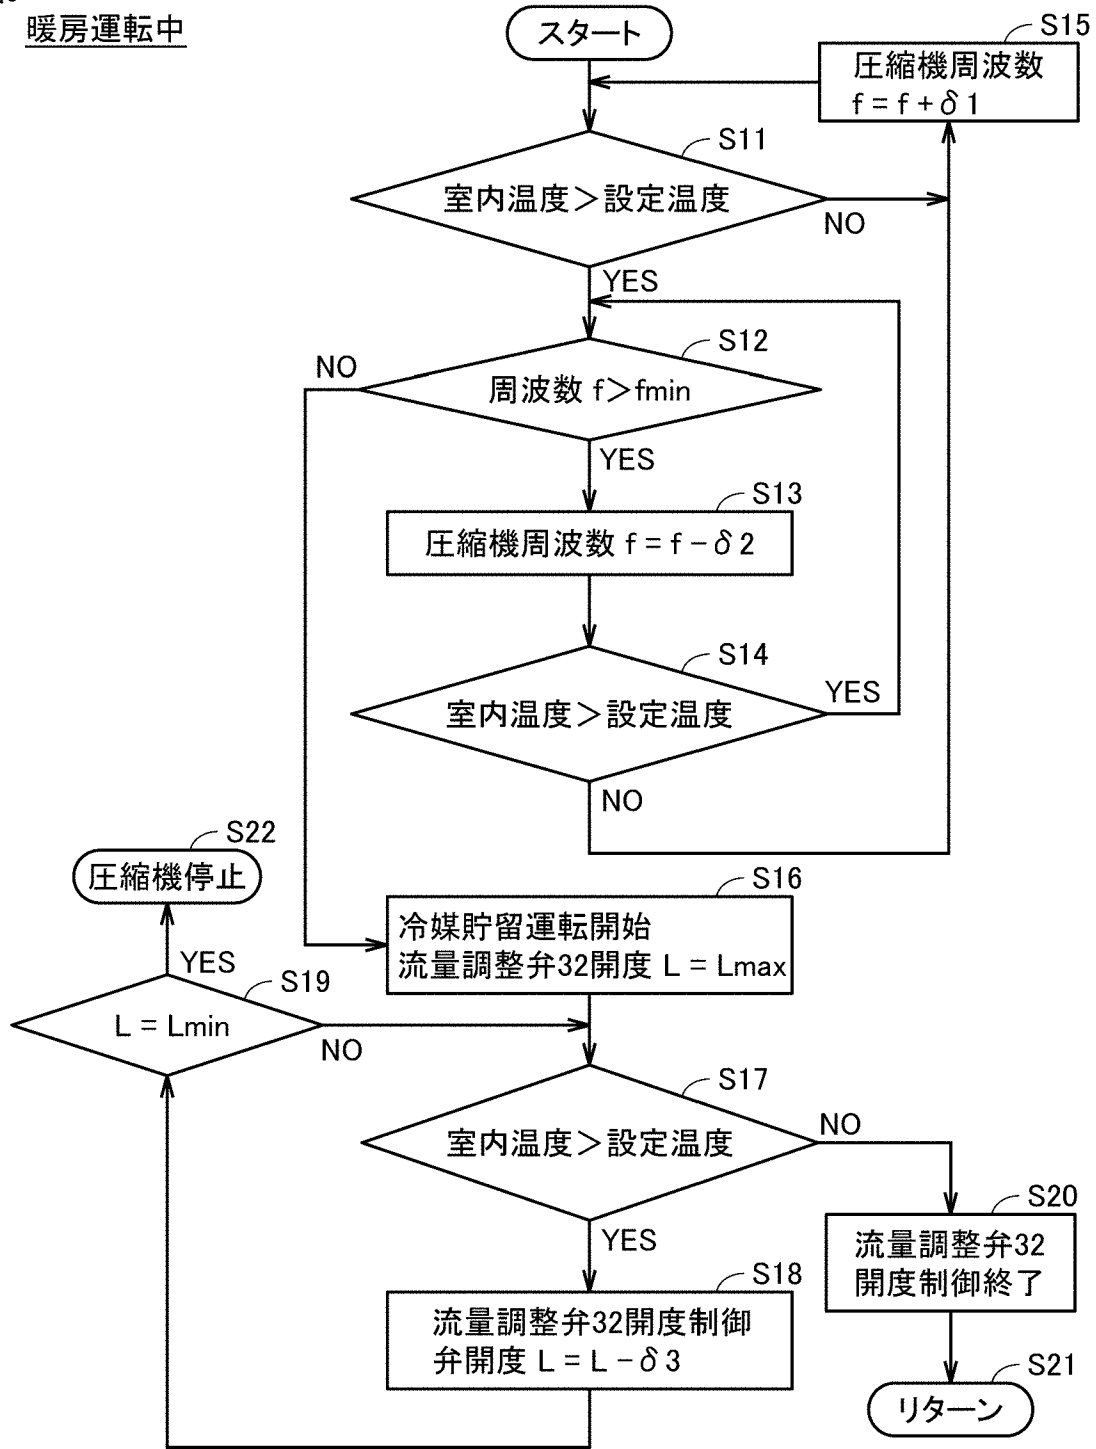 暖房運転中
スタート
S15
圧縮機周波数
f＝f＋δ1
S11
室内温度＞設定温度
NO
YES
S12
NO
周波数 f＞fmin
YES
S13
圧縮機周波数 f＝f－δ2
S14
室内温度＞設定温度
YES
NO
S22
圧縮機停止
S16
冷媒貯留運転開始
流量調整弁32開度 L = Lmax
YES
S19
L = Lmin
NO
S17
室内温度＞設定温度
NO
YES
S20
流量調整弁32
開度制御終了
S18
流量調整弁32開度制御
弁開度 L＝L－δ3
S21
リターン